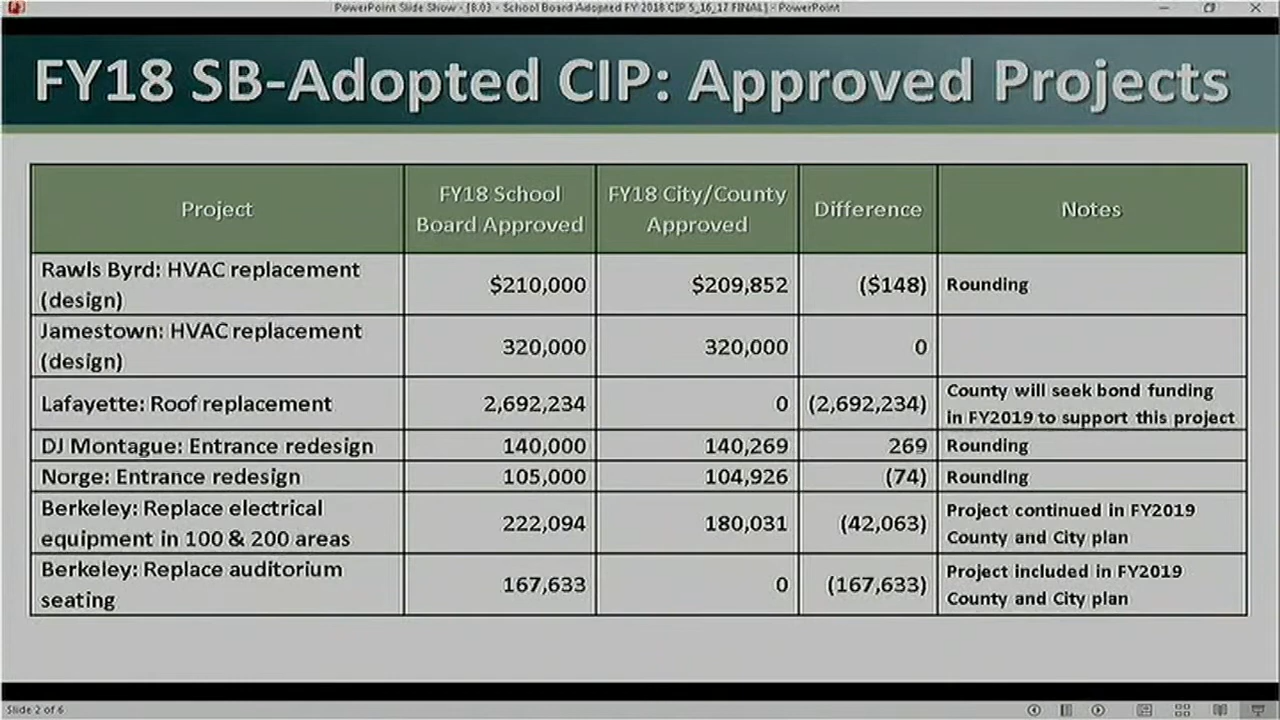 PowerPoint Slide Show - [8.03 - School Board Adopted FY 2018 CIP 5_16_17 FINAL] - PowerPoint
FY18 SB-Adopted CIP: Approved Projects
Project
FY18 School
Board Approved
FY18 City/County
Approved
Difference
Notes
Rawls Byrd: HVAC replacement
(design)
$210,000
$209,852
($148)
Rounding
Jamestown: HVAC replacement
(design)
320,000
320,000
0
Lafayette: Roof replacement
2,692,234
0
(2,692,234)
County will seek bond funding
in FY2019 to support this project
DJ Montague: Entrance redesign
140,000
140,269
269
Rounding
Norge: Entrance redesign
105,000
104,926
(74)
Rounding
Berkeley: Replace electrical
equipment in 100 & 200 areas
222,094
180,031
(42,063)
Project continued in FY2019
County and City plan
Berkeley: Replace auditorium
seating
167,633
0
(167,633)
Project included in FY2019
County and City plan
Slide 2 of 6